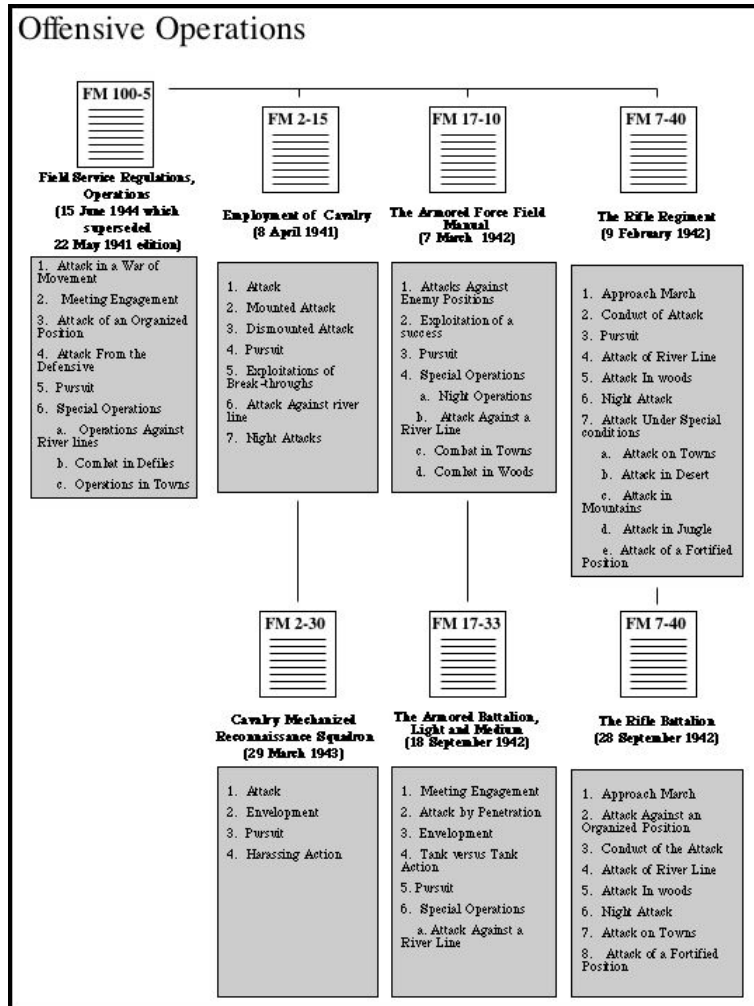 Offensive Operations
FM 100-5
Field Service Regulations,
Operations
(15 June 1944 which
superseded
22 May 1941 edition)
1. Attack in a War of
Movement
2. Meeting Engagement
3. Attack of an Organized
Position
4. Attack From the
Defensive
5. Pursuit
6. Special Operations
a. Operations Against
River lines
b. Combat in Defiles
c. Operations in Towns
FM 2-15
Employment of Cavalry
(8 April 1941)
1. Attack
2. Mounted Attack
3. Dismounted Attack
4. Pursuit
5. Exploitations of
Break-throughs
6. Attack Against river
line
7. Night Attacks
FM 17-10
The Armored Force Field
Manual
(7 March 1942)
1. Attacks Against
Enemy Positions
2. Exploitation of a
success
3. Pursuit
4. Special Operations
a. Night Operations
b. Attack Against a
River Line
c. Combat in Towns
d. Combat in Woods
FM 7-40
The Rifle Regiment
(9 February 1942)
1. Approach March
2. Conduct of Attack
3. Pursuit
4. Attack of River Line
5. Attack In woods
6. Night Attack
7. Attack Under Special
conditions
a. Attack on Towns
b. Attack in Desert
c. Attack in
Mountains
d. Attack in Jungle
e. Attack of a Fortified
Position
FM 2-30
Cavalry Mechanized
Reconnaissance Squadron
(29 March 1943)
1. Attack
2. Envelopment
3. Pursuit
4. Harassing Action
FM 17-33
The Armored Battalion,
Light and Medium
(18 September 1942)
1. Meeting Engagement
2. Attack by Penetration
3. Envelopment
4. Tank versus Tank
Action
5. Pursuit
6. Special Operations
a. Attack Against a
River Line
FM 7-40
The Rifle Battalion
(28 September 1942)
1. Approach March
2. Attack Against an
Organized Position
3. Conduct of the Attack
4. Attack of River Line
5. Attack In woods
6. Night Attack
7. Attack on Towns
8. Attack of a Fortified
Position